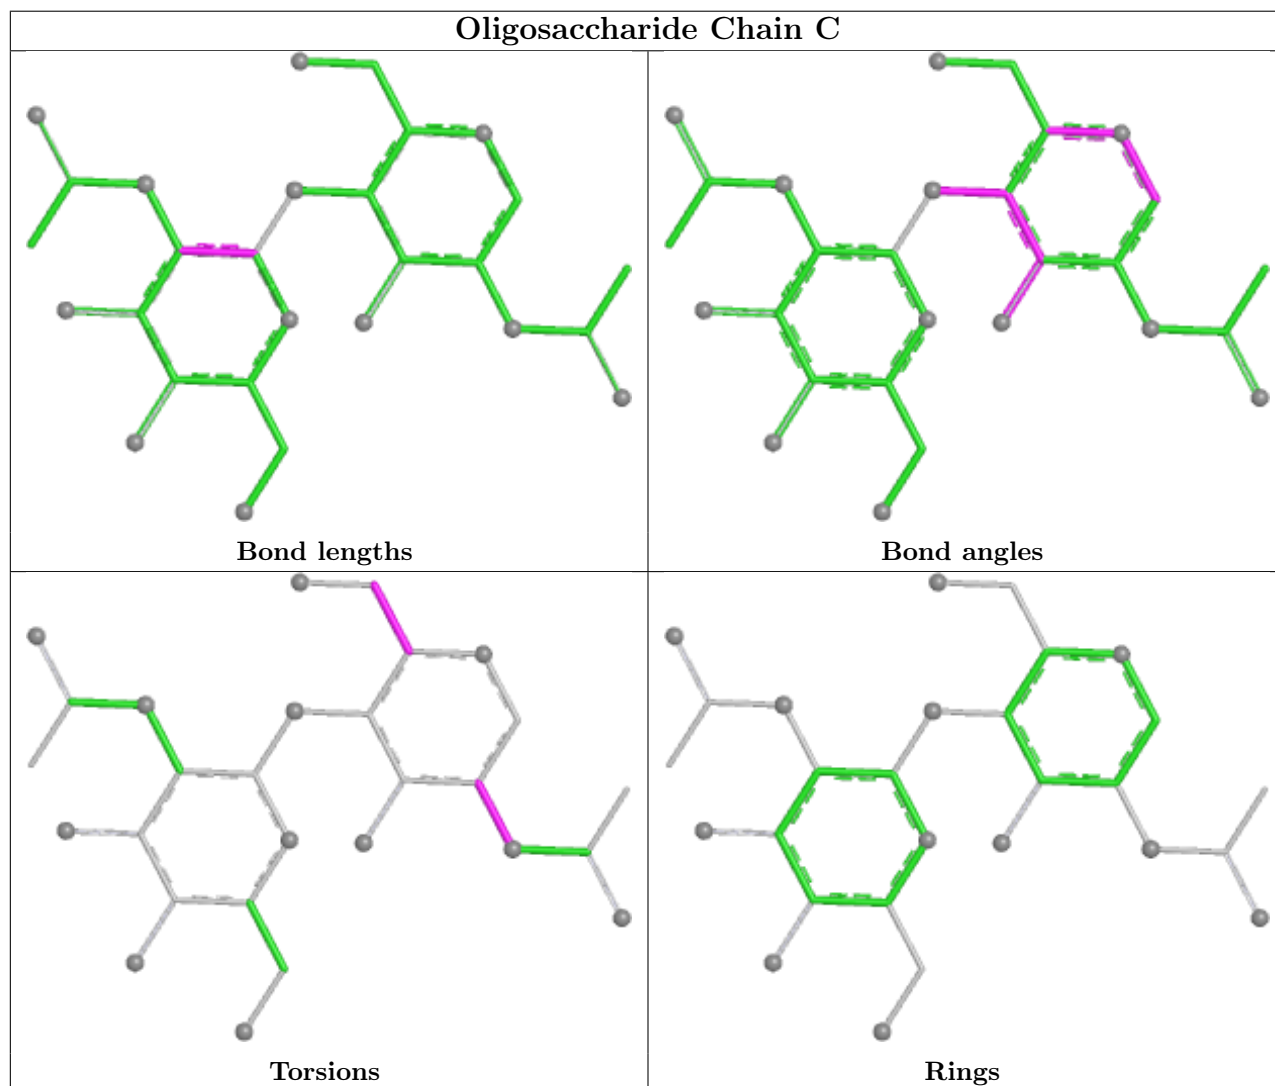 Oligosaccharide Chain C
Bond lengths
Bond angles
Torsions
Rings